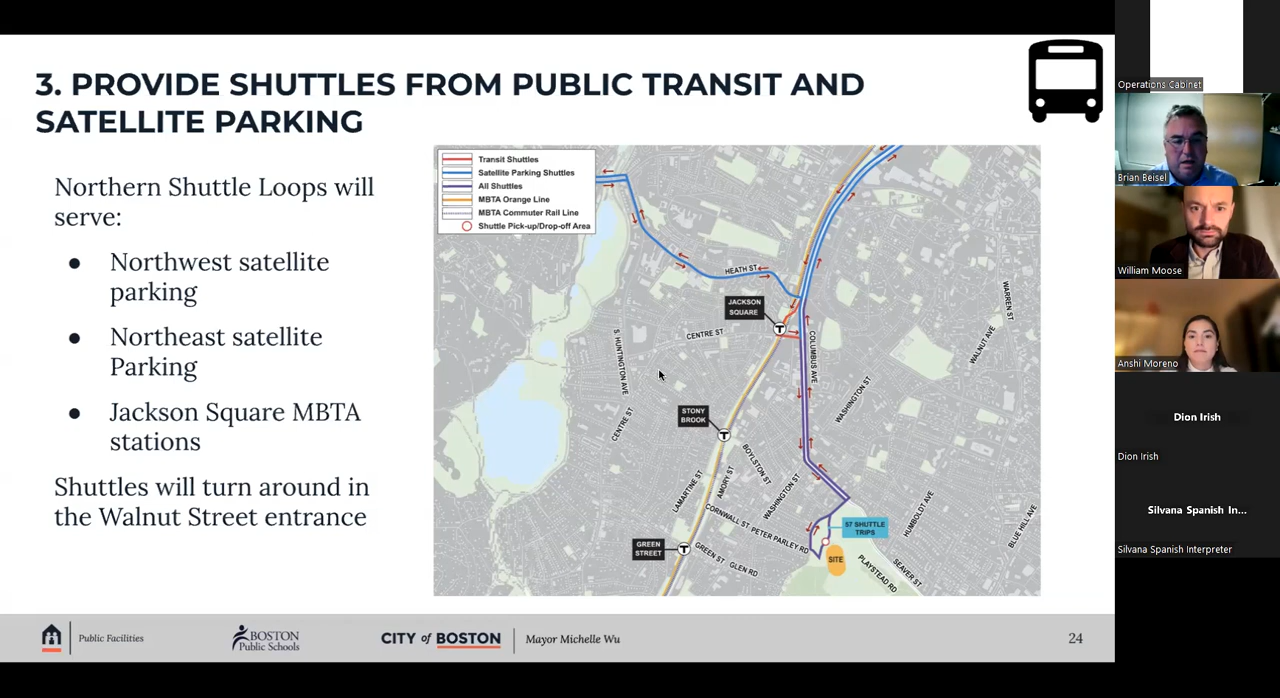 3. PROVIDE SHUTTLES FROM PUBLIC TRANSIT AND
SATELLITE PARKING
Northern Shuttle Loops will
serve:
● Northwest satellite
parking
● Northeast satellite
Parking
● Jackson Square MBTA
stations
Shuttles will turn around in
the Walnut Street entrance
Transit Shuttles
Satellite Parking Shuttles
All Shuttles
MBTA Orange Line
MBTA Commuter Rail Line
Shuttle Pick-up/Drop-off Area
HEATH ST
JACKSON
SQUARE
T
CENTRE ST
S. HUNTINGTON AVE
COLUMBUS AVE
WARREN ST
WALNUT AVE
WASHINGTON ST
CENTRE ST
STONY
BROOK
T
BOYLSTON ST
LAMARTINE ST
AMORY ST
WASHINGTON ST
CORNWALL ST
PETER PARLEY RD
HUMBOLDT AVE
BLUE HILL AVE
57 SHUTTLE
TRIPS
GREEN
STREET
T
GREEN ST
GLEN RD
SITE
PLAYSTEAD RD
SEAVER ST
Public Facilities
BOSTON
Public Schools
CITY of BOSTON
Mayor Michelle Wu
24
Operations Cabinet
Brian Beisel
William Moose
Anshi Moreno
Dion Irish
Dion Irish
Silvana Spanish In...
Silvana Spanish Interpreter